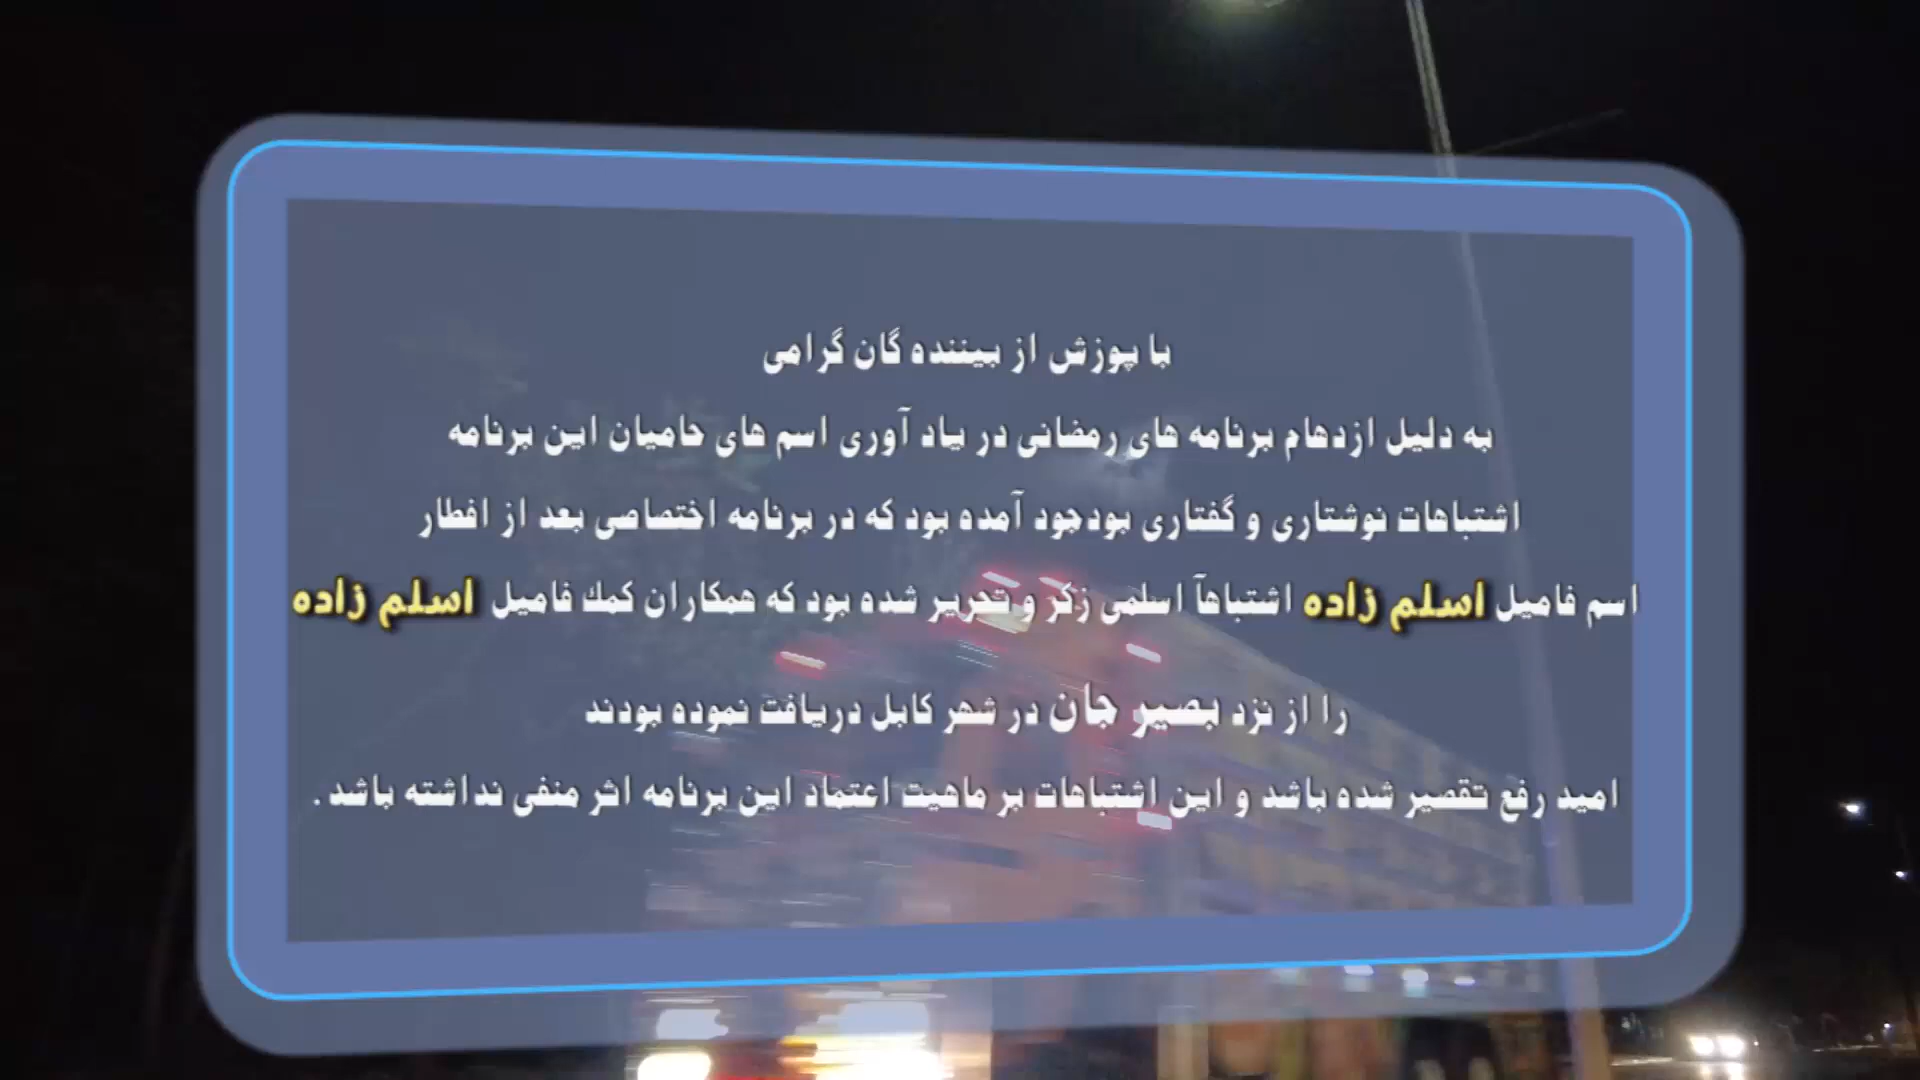 با پوزش از بیننده گان گرامی
به دلیل ازدهام برنامه های رمضانی در یاد آوری اسم های حامیان این برنامه
اشتباهات نوشتاری و گفتاری بودجود آمده بود که در برنامه اختصاصی بعد از افطار
اسم فامیل اسلم زاده اشتباهآ اسلمی زکر و تحریر شده بود که همکاران کمك فامیل اسلم زاده
را از نزد بصیر جان در شهر کابل دریافت نموده بودند
امید رفع تقصیر شده باشد و این اشتباهات بر ماهیت اعتماد این برنامه اثر منفی نداشته باشد .